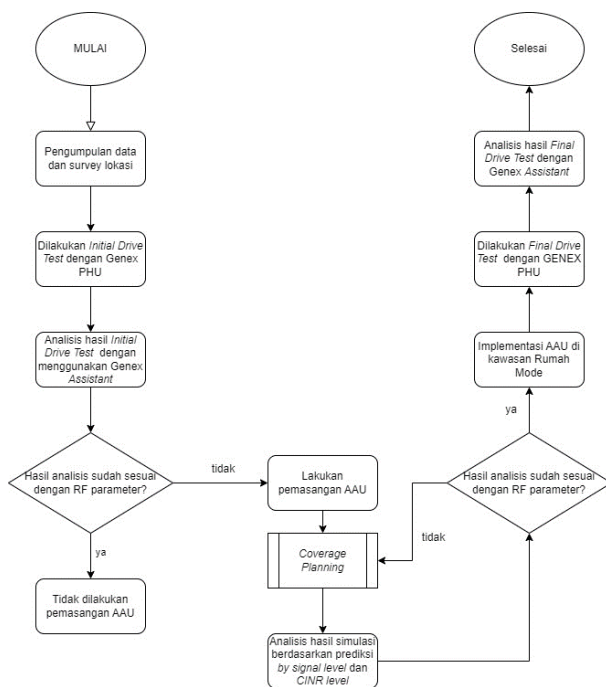 MULAI
Pengumpulan data
dan survey lokasi
Dilakukan Initial Drive
Test dengan Genex
PHU
Analisis hasil Initial
Drive Test dengan
menggunakan Genex
Assistant
Hasil analisis sudah sesuai
dengan RF parameter?
ya
Tidak dilakukan
pemasangan AAU
tidak
Lakukan
pemasangan AAU
Coverage
Planning
Analisis hasil simulasi
berdasarkan prediksi
by signal level dan
CINR level
Hasil analisis sudah sesuai
dengan RF parameter?
tidak
ya
Implementasi AAU di
kawasan Rumah
Mode
Dilakukan Final Drive
Test dengan GENEX
PHU
Analisis hasil Final
Drive Test dengan
Genex Assistant
Selesai